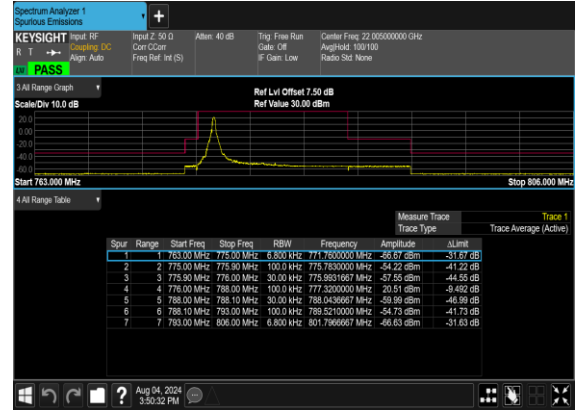 Spectrum Analyzer 1
Spurious Emissions
+
KEYSIGHT Input: RF Input Z: 50 Ω Atten: 40 dB Trig: Free Run Center Freq: 22.005000000 GHz
R T Coupling: DC Corr CCorr Gate: Off Avg|Hold: 100/100
Align: Auto Freq Ref: Int (S) IF Gain: Low Radio Std: None
PASS
3 All Range Graph
Ref Lvl Offset 7.50 dB
Scale/Div 10.0 dB Ref Value 30.00 dBm
20.0
0.00
-20.0
-40.0
-60.0
Start 763.000 MHz Stop 806.000 MHz
4 All Range Table
Measure Trace Trace 1
Trace Type Trace Average (Active)
Spur Range Start Freq Stop Freq RBW Frequency Amplitude ΔLimit
1 1 763.00 MHz 775.00 MHz 6.800 kHz 771.7600000 MHz -66.67 dBm -31.67 dB
2 2 775.00 MHz 775.90 MHz 100.0 kHz 775.7830000 MHz -54.22 dBm -41.22 dB
3 3 775.90 MHz 776.00 MHz 30.00 kHz 775.9931667 MHz -57.55 dBm -44.55 dB
4 4 776.00 MHz 788.00 MHz 100.0 kHz 777.3200000 MHz 20.51 dBm -9.492 dB
5 5 788.00 MHz 788.10 MHz 30.00 kHz 788.0436667 MHz -59.99 dBm -46.99 dB
6 6 788.10 MHz 793.00 MHz 100.0 kHz 789.5210000 MHz -54.73 dBm -41.73 dB
7 7 793.00 MHz 806.00 MHz 6.800 kHz 801.7966667 MHz -66.63 dBm -31.63 dB
? Aug 04, 2024
3:50:32 PM